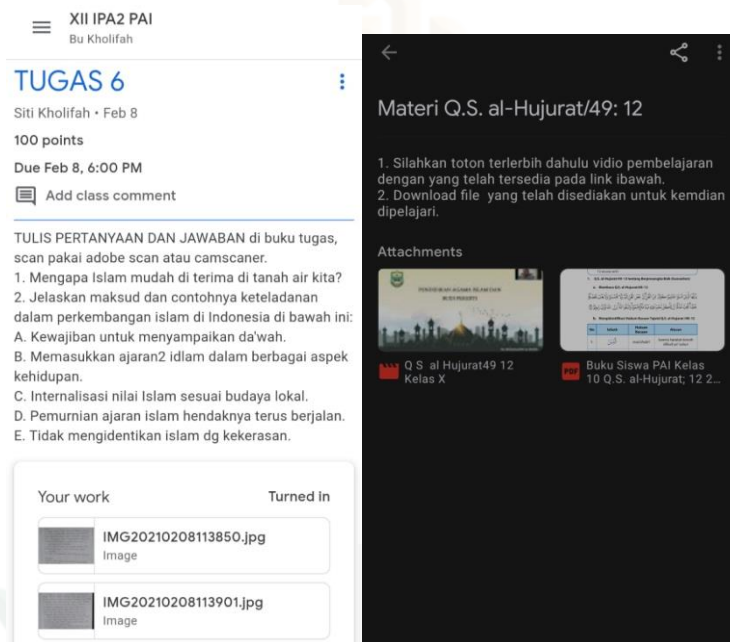 XII IPA2 PAI
Bu Kholifah
TUGAS 6
Siti Kholifah • Feb 8
100 points
Due Feb 8, 6:00 PM
Add class comment
TULIS PERTANYAAN DAN JAWABAN di buku tugas,
scan pakai adobe scan atau camscaner.
1. Mengapa Islam mudah di terima di tanah air kita?
2. Jelaskan maksud dan contohnya keteladanan
dalam perkembangan islam di Indonesia di bawah ini:
A. Kewajiban untuk menyampaikan da'wah.
B. Memasukkan ajaran2 idlam dalam berbagai aspek
kehidupan.
C. Internalisasi nilai Islam sesuai budaya lokal.
D. Pemurnian ajaran islam hendaknya terus berjalan.
E. Tidak mengidentikan islam dg kekerasan.
Your work
Turned in
IMG20210208113850.jpg
Image
IMG20210208113901.jpg
Image
Materi Q.S. al-Hujurat/49: 12
1. Silahkan toton terlerbih dahulu vidio pembelajaran
dengan yang telah tersedia pada link ibawah.
2. Download file yang telah disediakan untuk kemdian
dipelajari.
Attachments
PENDIDIKAN AGAMA ISLAM DAN
BUDI PEKERTI
Q S al Hujurat49 12
Kelas X
PDF
Buku Siswa PAI Kelas
10 Q.S. al-Hujurat; 12 2...